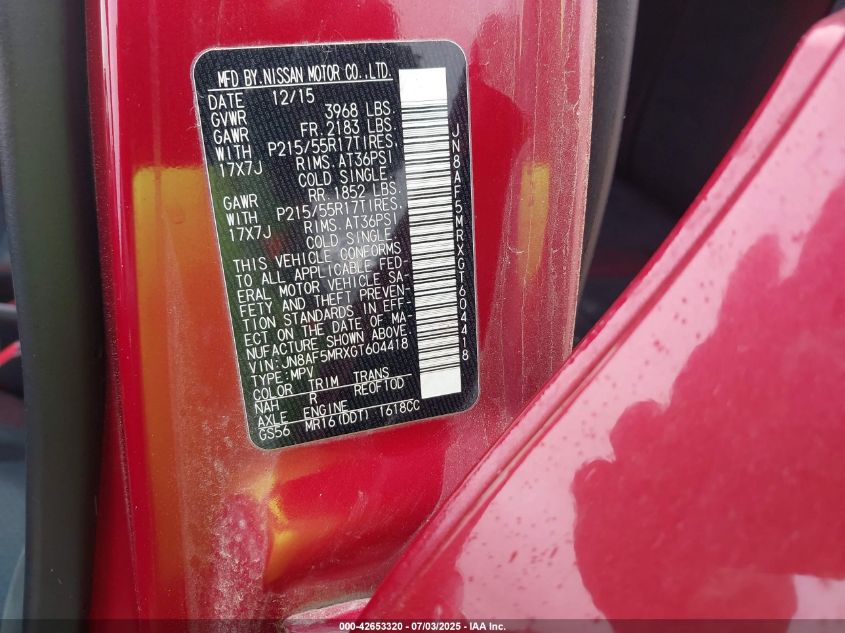 MFD BY NISSAN MOTOR CO.,LTD.
DATE 12/15
GVWR 3968 LBS
GAWR FR. 2183 LBS.
WITH P215/55R17TIRES,
17X7J RIMS. AT36PSI
COLD SINGLE.
GAWR RR. 1852 LBS.
WITH P215/55R17TIRES,
17X7J RIMS. AT36PSI
COLD SINGLE.
THIS VEHICLE CONFORMS
TO ALL APPLICABLE FED-
ERAL MOTOR VEHICLE SA-
FETY AND THEFT PREVEN-
TION STANDARDS IN EFF-
ECT ON THE DATE OF MA-
NUFACTURE SHOWN ABOVE.
VIN: JN8AF5MRXGT604418
TYPE: MPV
COLOR TRIM TRANS
NAH R RE0F10D
AXLE ENGINE
GS56 MR16(DDT) 1618CC
JN8AF5MRXGT604418
000-42653320 - 07/03/2025 - IAA Inc.